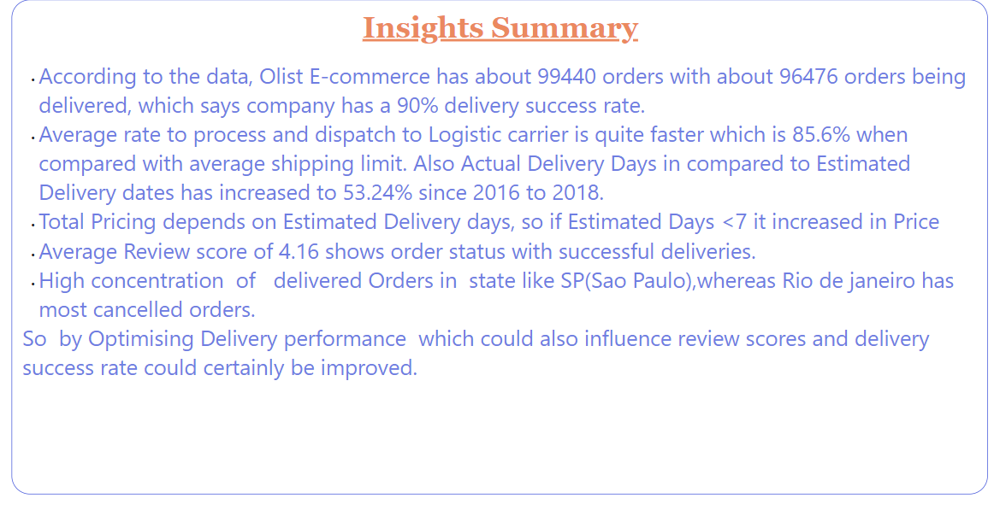 Insights Summary
• According to the data, Olist E-commerce has about 99440 orders with about 96476 orders being
delivered, which says company has a 90% delivery success rate.
• Average rate to process and dispatch to Logistic carrier is quite faster which is 85.6% when
compared with average shipping limit. Also Actual Delivery Days in compared to Estimated
Delivery dates has increased to 53.24% since 2016 to 2018.
• Total Pricing depends on Estimated Delivery days, so if Estimated Days <7 it increased in Price
• Average Review score of 4.16 shows order status with successful deliveries.
• High concentration  of   delivered Orders in  state like SP(Sao Paulo),whereas Rio de janeiro has
most cancelled orders.
So  by Optimising Delivery performance  which could also influence review scores and delivery
success rate could certainly be improved.